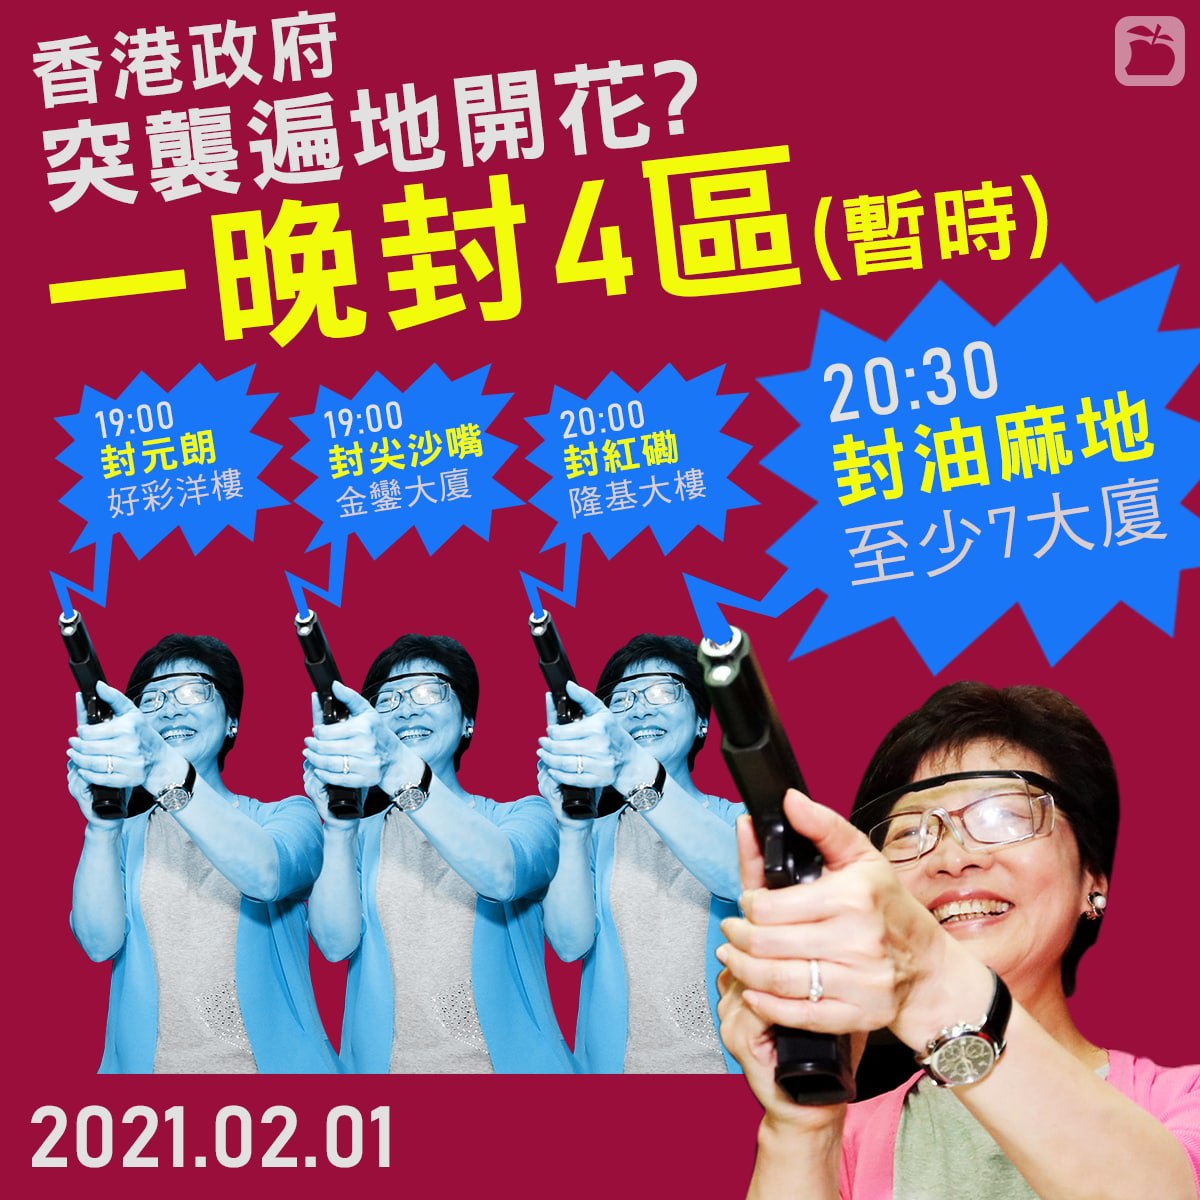 香港政府
突襲遍地開花?
一晚封4區(暫時)
19:00
封元朗
好彩洋樓
19:00
封尖沙嘴
金鑾大廈
20:00
封紅磡
隆基大樓
20:30
封油麻地
至少7大廈
2021.02.01